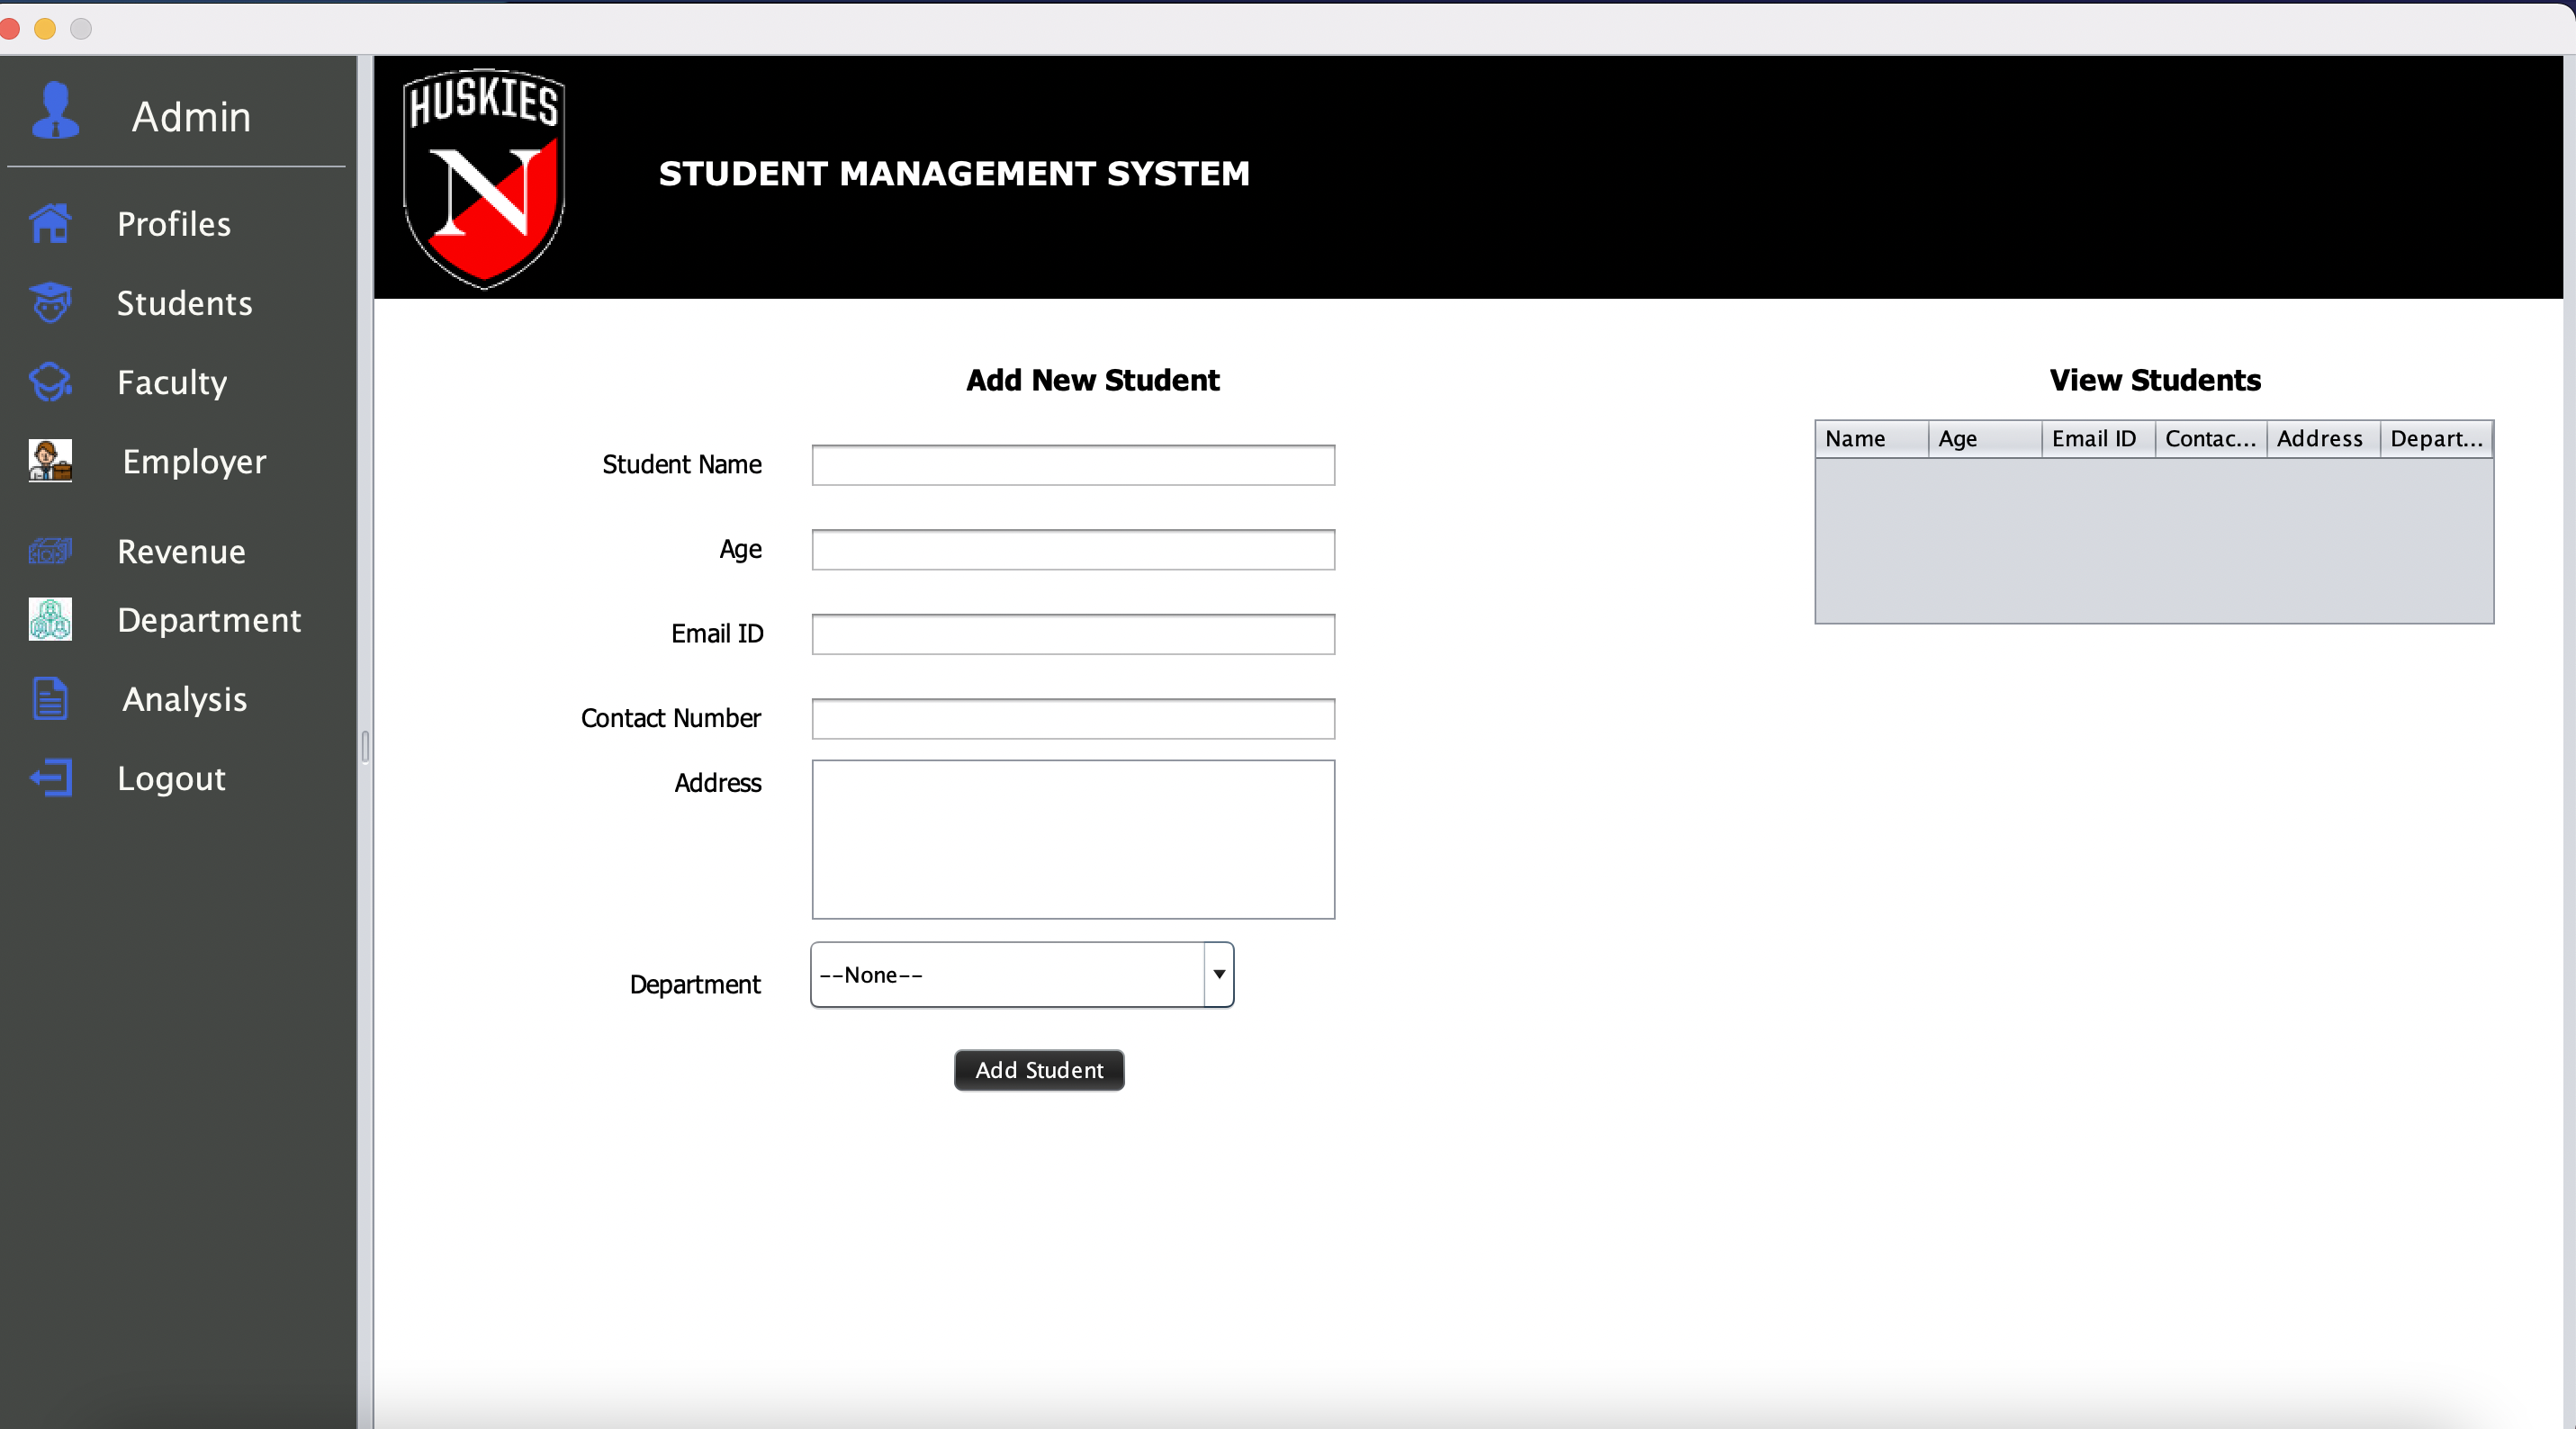 Admin
Profiles
Students
Faculty
Employer
Revenue
Department
Analysis
Logout
HUSKIES
N
STUDENT MANAGEMENT SYSTEM
Add New Student
Student Name
Age
Email ID
Contact Number
Address
Department
--None--
Add Student
View Students
Name Age Email ID Contac... Address Depart...